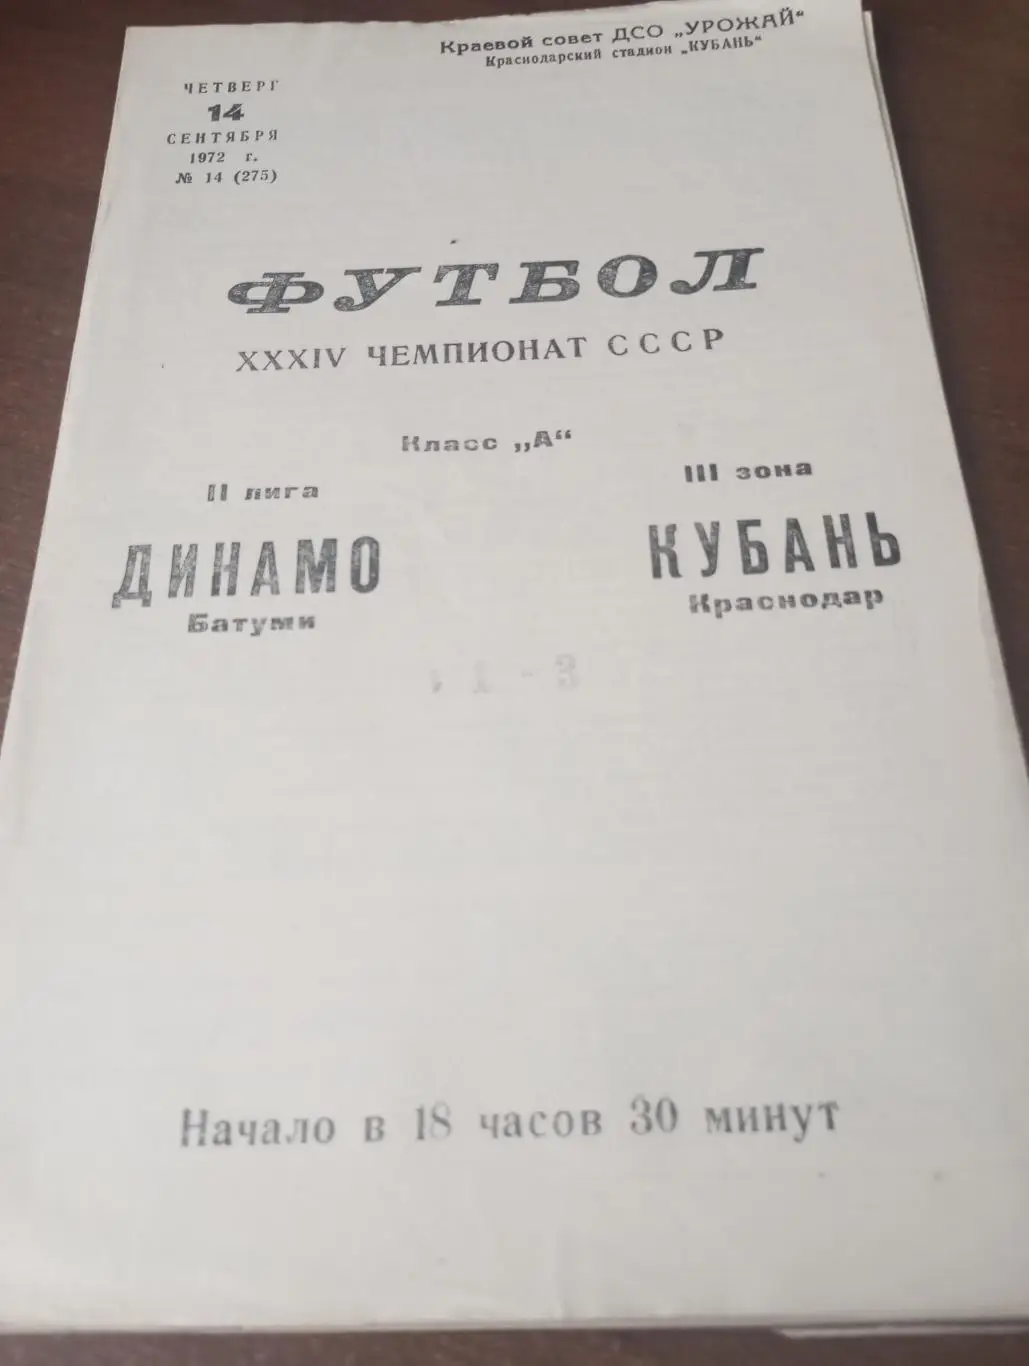 Краевой совет ДСО „УРОЖАЙ“
Краснодарский стадион „КУБАНЬ“
ЧЕТВЕРГ
14
СЕНТЯБРЯ
1972 г.
№ 14 (275)
ФУТБОЛ
XXXIV ЧЕМПИОНАТ СССР
Класс „А“
II лига
III зона
ДИНАМО
Батуми
КУБАНЬ
Краснодар
1 - 3
Начало в 18 часов 30 минут